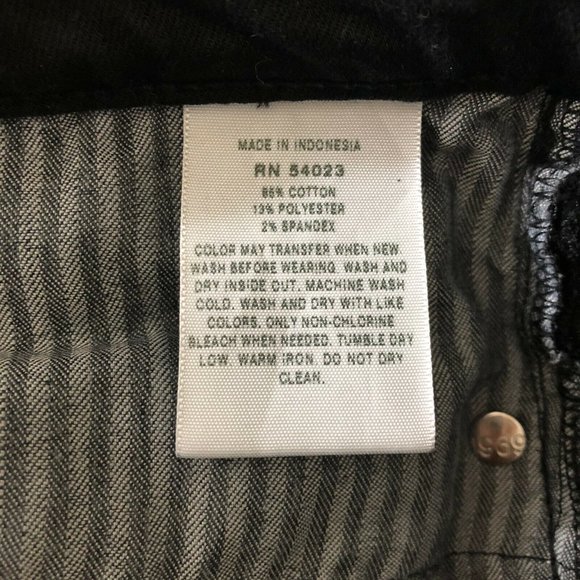 MADE IN INDONESIA
RN 54023
85% COTTON
13% POLYESTER
2% SPANDEX
COLOR MAY TRANSFER WHEN NEW.
WASH BEFORE WEARING. WASH AND
DRY INSIDE OUT. MACHINE WASH
COLD. WASH AND DRY WITH LIKE
COLORS. ONLY NON-CHLORINE
BLEACH WHEN NEEDED. TUMBLE DRY
LOW. WARM IRON. DO NOT DRY
CLEAN.